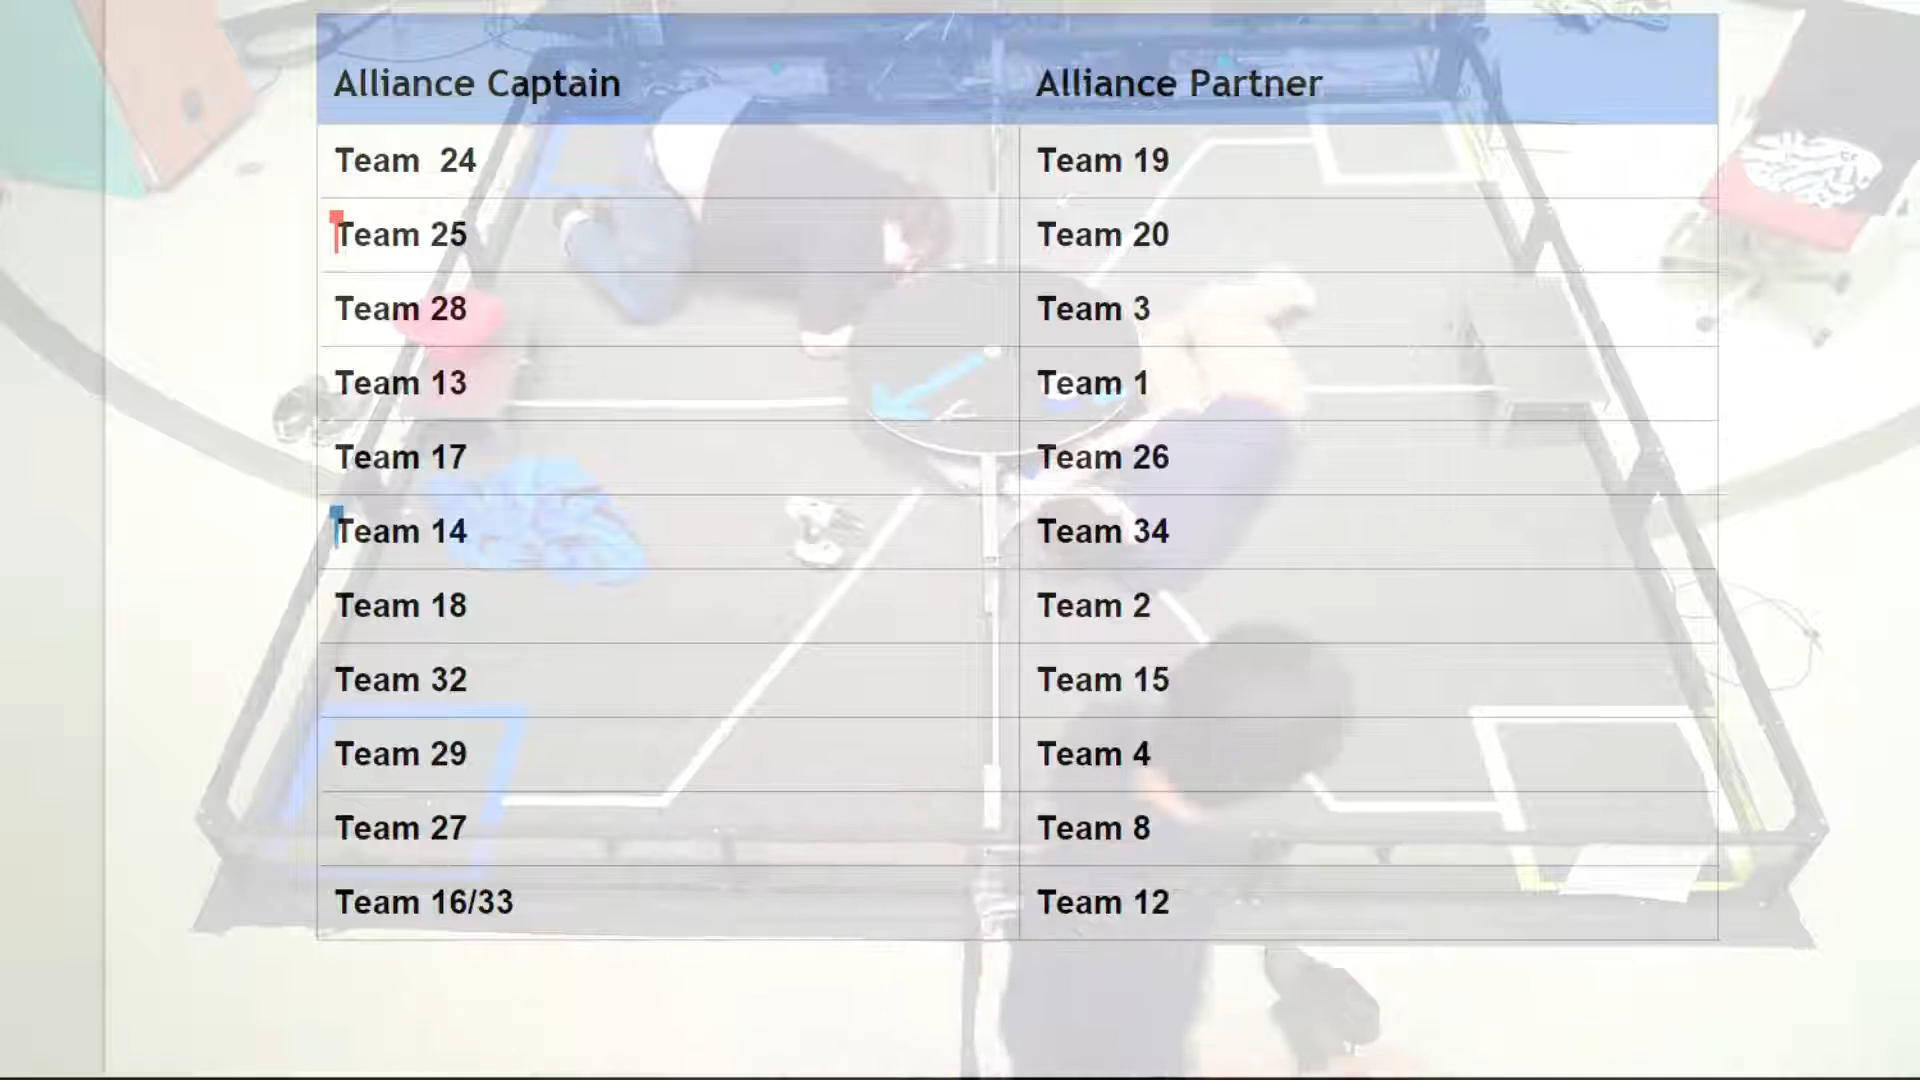 Alliance Captain Alliance Partner
Team 24 Team 19
Team 25 Team 20
Team 28 Team 3
Team 13 Team 1
Team 17 Team 26
Team 14 Team 34
Team 18 Team 2
Team 32 Team 15
Team 29 Team 4
Team 27 Team 8
Team 16/33 Team 12